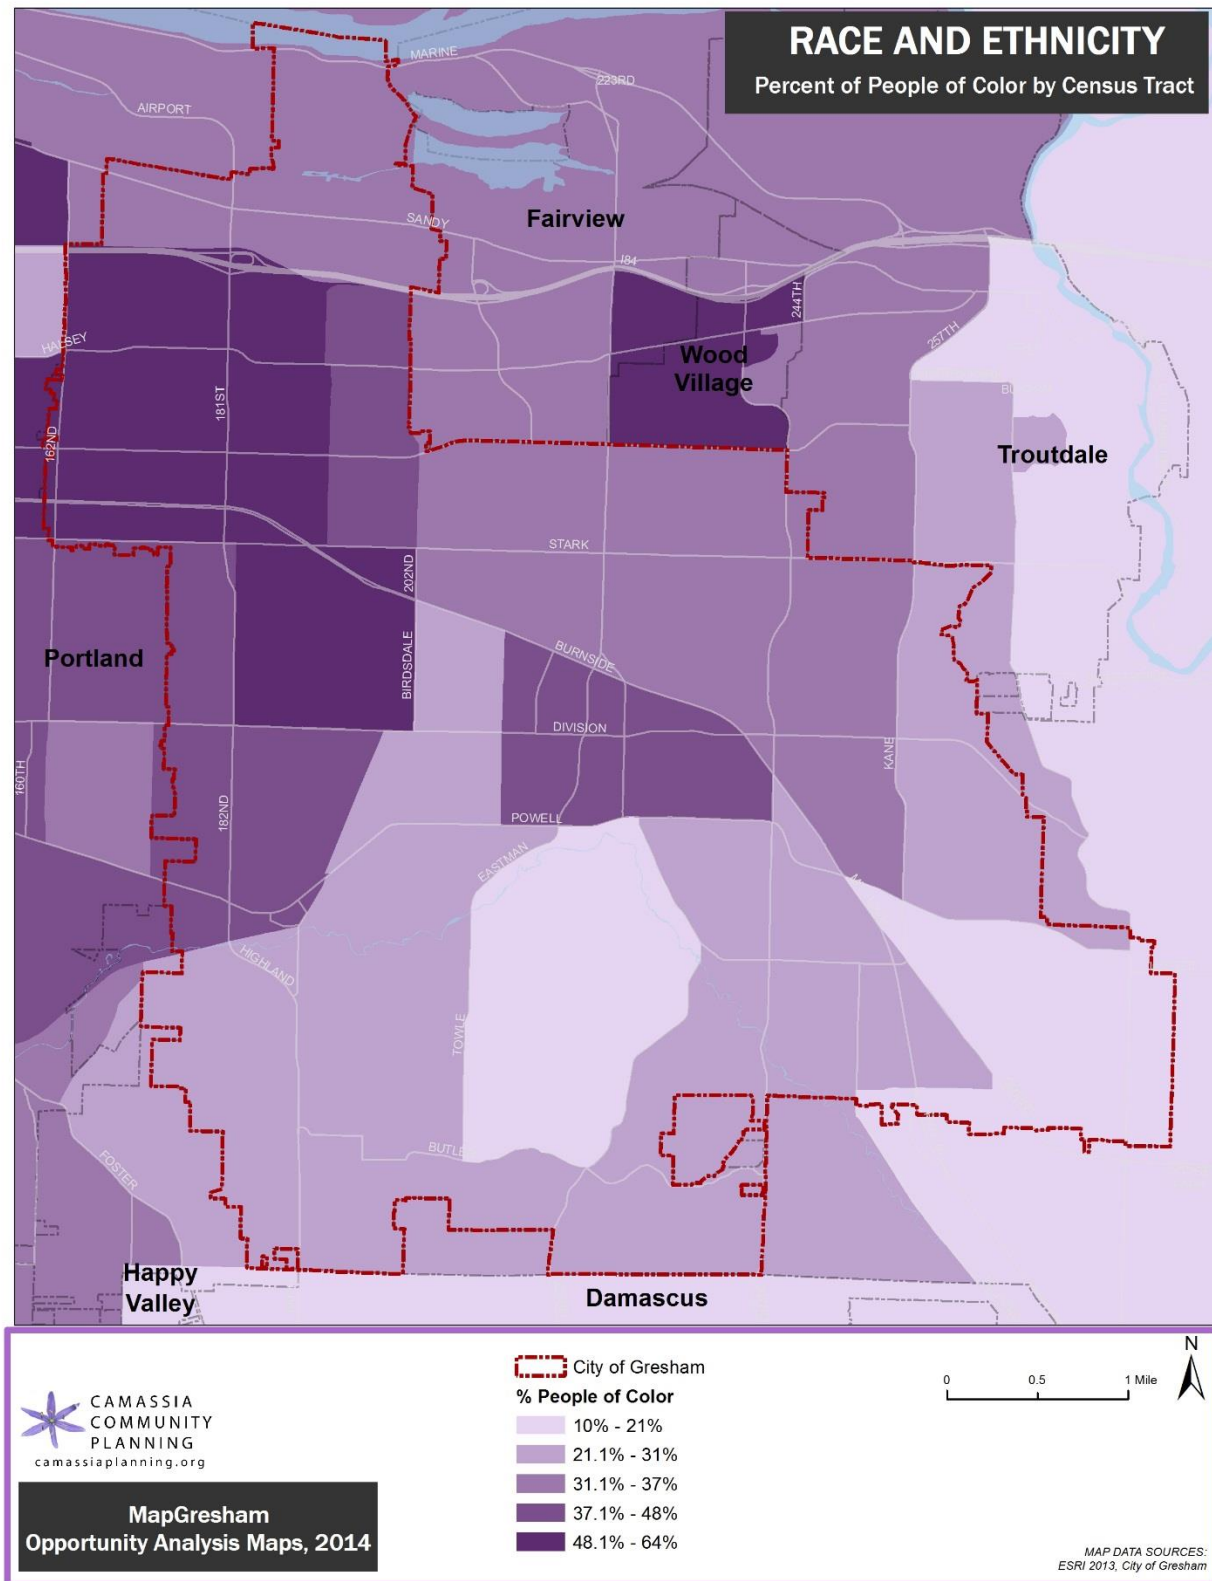 RACE AND ETHNICITY
Percent of People of Color by Census Tract
MARINE
223RD
AIRPORT
SANDY
Fairview
I84
244TH
HALSEY
257TH
Wood
Village
181ST
162ND
Troutdale
STARK
202ND
BIRDSDALE
Portland
BURNSIDE
DIVISION
KANE
160TH
182ND
POWELL
EASTMAN
HIGHLAND
TOWLE
BUTLE
FOSTER
Happy
Valley
Damascus
CAMASSIA
COMMUNITY
PLANNING
camassiaplanning.org
MapGresham
Opportunity Analysis Maps, 2014
City of Gresham
% People of Color
10% - 21%
21.1% - 31%
31.1% - 37%
37.1% - 48%
48.1% - 64%
N
0 0.5 1 Mile
MAP DATA SOURCES:
ESRI 2013, City of Gresham